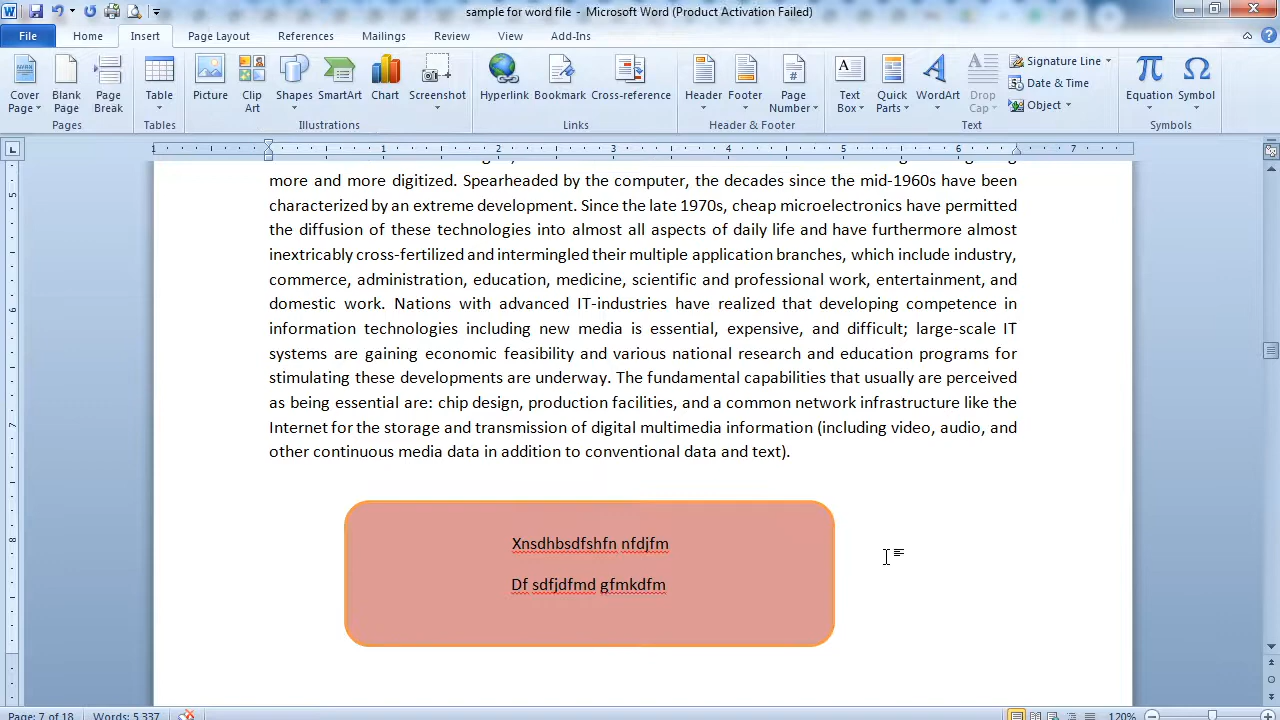 sample for word file - Microsoft Word (Product Activation Failed)
File Home Insert Page Layout References Mailings Review View Add-Ins
Cover Page
Blank Page
Page Break
Table
Picture
Clip Art
Shapes
SmartArt
Chart
Screenshot
Hyperlink
Bookmark
Cross-reference
Header
Footer
Page Number
Text Box
Quick Parts
WordArt
Drop Cap
Signature Line
Date & Time
Object
Equation
Symbol
Pages Tables Illustrations Links Header & Footer Text Symbols
1 1 2 3 4 5 6 7
more and more digitized. Spearheaded by the computer, the decades since the mid-1960s have been
characterized by an extreme development. Since the late 1970s, cheap microelectronics have permitted
the diffusion of these technologies into almost all aspects of daily life and have furthermore almost
inextricably cross-fertilized and intermingled their multiple application branches, which include industry,
commerce, administration, education, medicine, scientific and professional work, entertainment, and
domestic work. Nations with advanced IT-industries have realized that developing competence in
information technologies including new media is essential, expensive, and difficult; large-scale IT
systems are gaining economic feasibility and various national research and education programs for
stimulating these developments are underway. The fundamental capabilities that usually are perceived
as being essential are: chip design, production facilities, and a common network infrastructure like the
Internet for the storage and transmission of digital multimedia information (including video, audio, and
other continuous media data in addition to conventional data and text).
Xnsdhbsdfshfn nfdjfm
Df sdfjdfmd gfmkdfm
5
6
7
8
Page: 7 of 18 Words: 5,337 120%